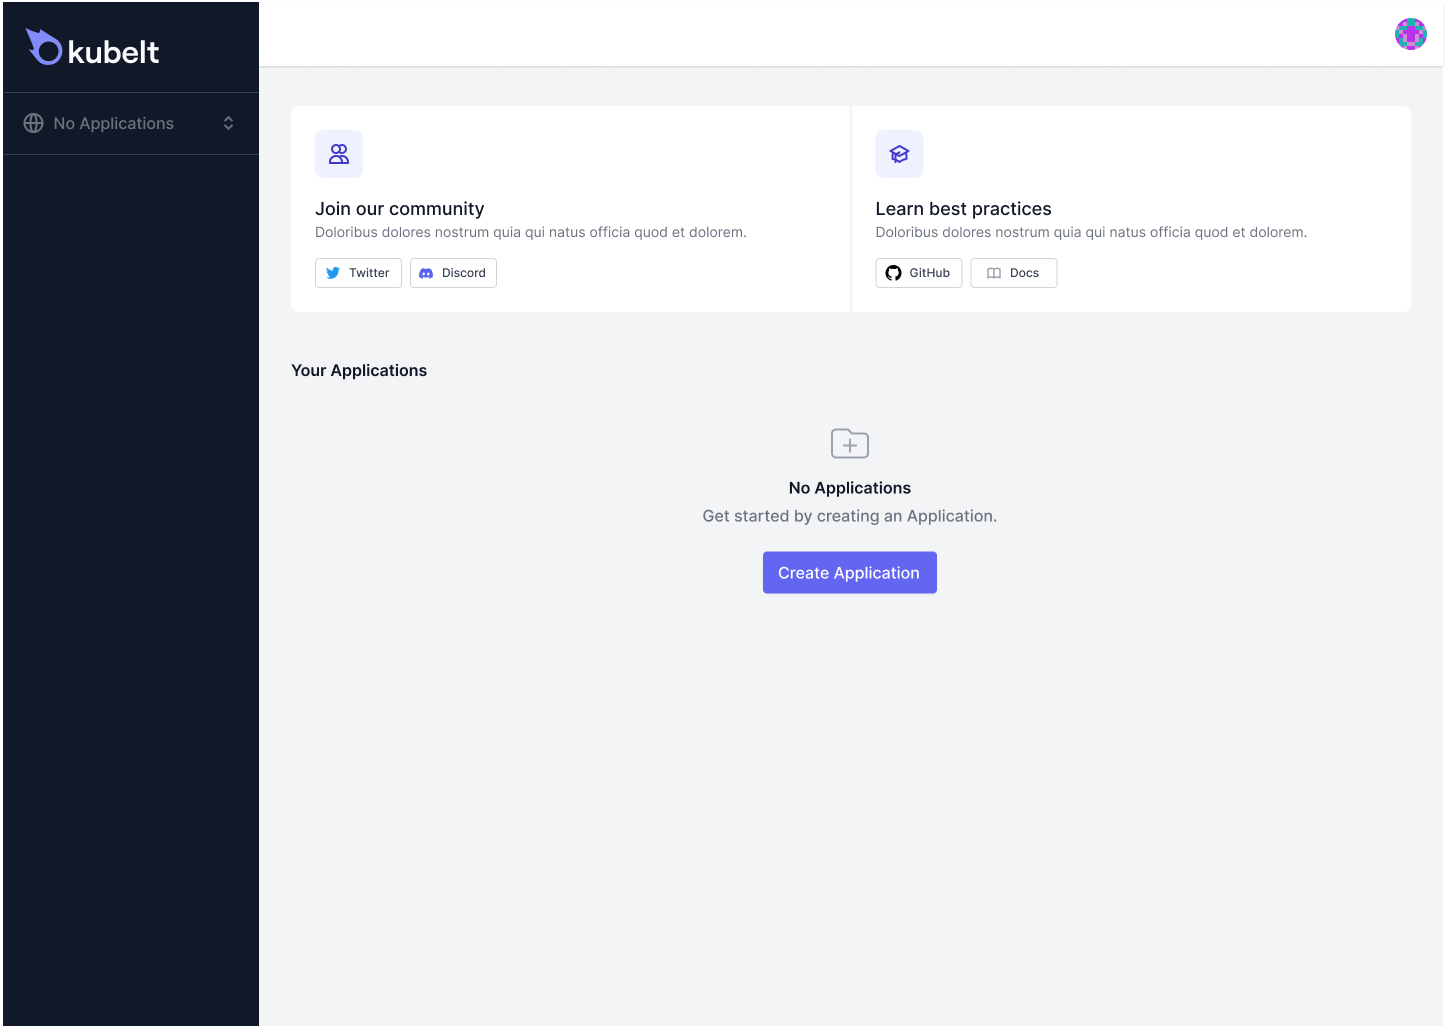 kubelt
No Applications
Join our community
Doloribus dolores nostrum quia qui natus officia quod et dolorem.
Twitter
Discord
Learn best practices
Doloribus dolores nostrum quia qui natus officia quod et dolorem.
GitHub
Docs
Your Applications
No Applications
Get started by creating an Application.
Create Application